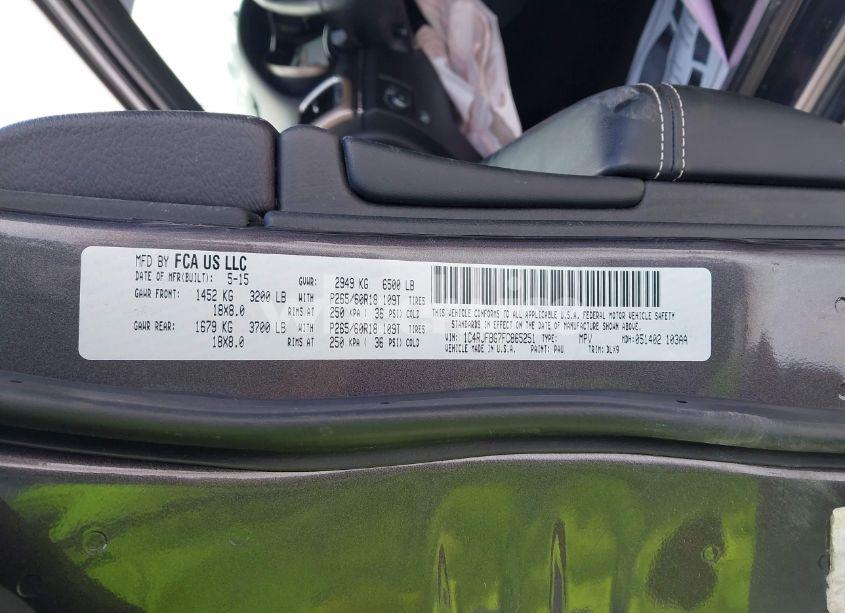 MFD BY FCA US LLC
DATE OF MFR(BUILT): 5-15 GVWR: 2949 KG 6500 LB
GAWR FRONT: 1452 KG 3200 LB WITH P265/60R18 109T TIRES
18X8.0 RIMS AT 250 KPA ( 36 PSI) COLD
GAWR REAR: 1679 KG 3700 LB WITH P265/60R18 109T TIRES
18X8.0 RIMS AT 250 KPA ( 36 PSI) COLD
THIS VEHICLE CONFORMS TO ALL APPLICABLE U.S.A. FEDERAL MOTOR VEHICLE SAFETY
STANDARDS IN EFFECT ON THE DATE OF MANUFACTURE SHOWN ABOVE.
VIN: 1C4RJFBG7FC865251 TYPE: MPV MDH:051402 103AA
VEHICLE MADE IN U.S.A. PAINT: PAU TRIM: DLX9